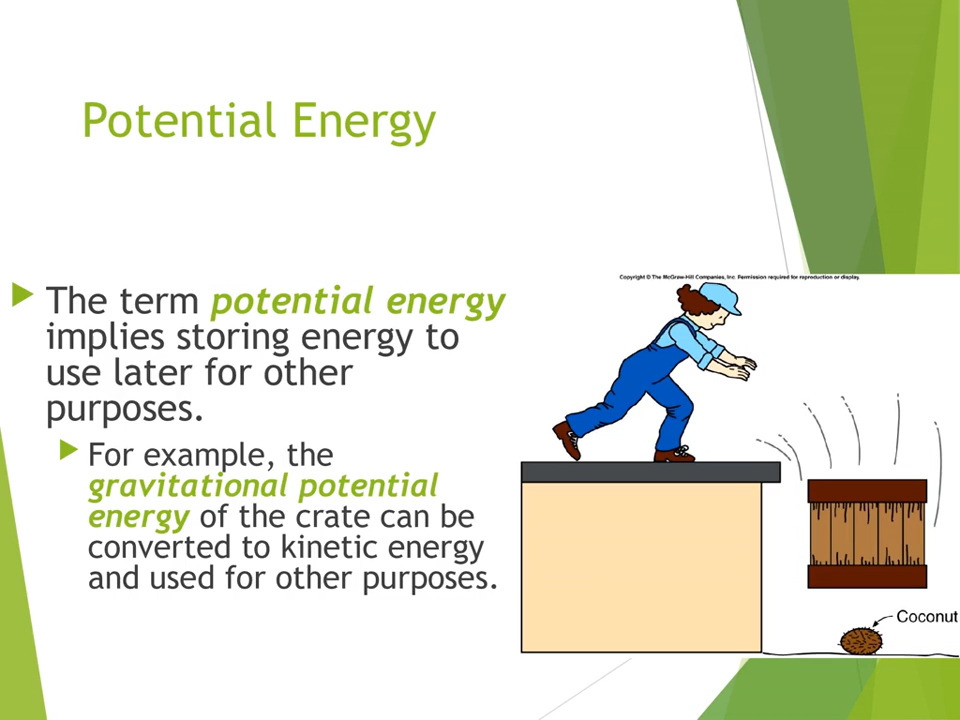 Potential Energy
Copyright © The McGraw-Hill Companies, Inc. Permission required for reproduction or display.
The term potential energy
implies storing energy to
use later for other
purposes.
For example, the
gravitational potential
energy of the crate can be
converted to kinetic energy
and used for other purposes.
Coconut